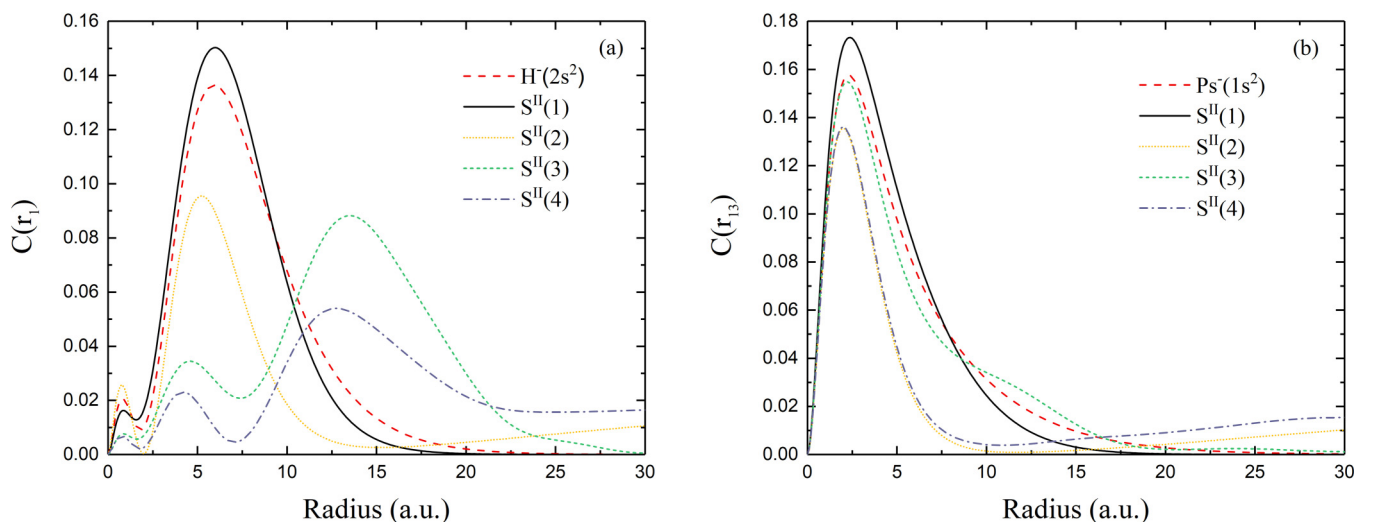 (a)
H⁻(2s²)
Sᴵᴵ(1)
Sᴵᴵ(2)
Sᴵᴵ(3)
Sᴵᴵ(4)
C(r₁)
0.16
0.14
0.12
0.10
0.08
0.06
0.04
0.02
0.00
0 5 10 15 20 25 30
Radius (a.u.)
(b)
Ps⁻(1s²)
Sᴵᴵ(1)
Sᴵᴵ(2)
Sᴵᴵ(3)
Sᴵᴵ(4)
C(r₁₃)
0.18
0.16
0.14
0.12
0.10
0.08
0.06
0.04
0.02
0.00
0 5 10 15 20 25 30
Radius (a.u.)